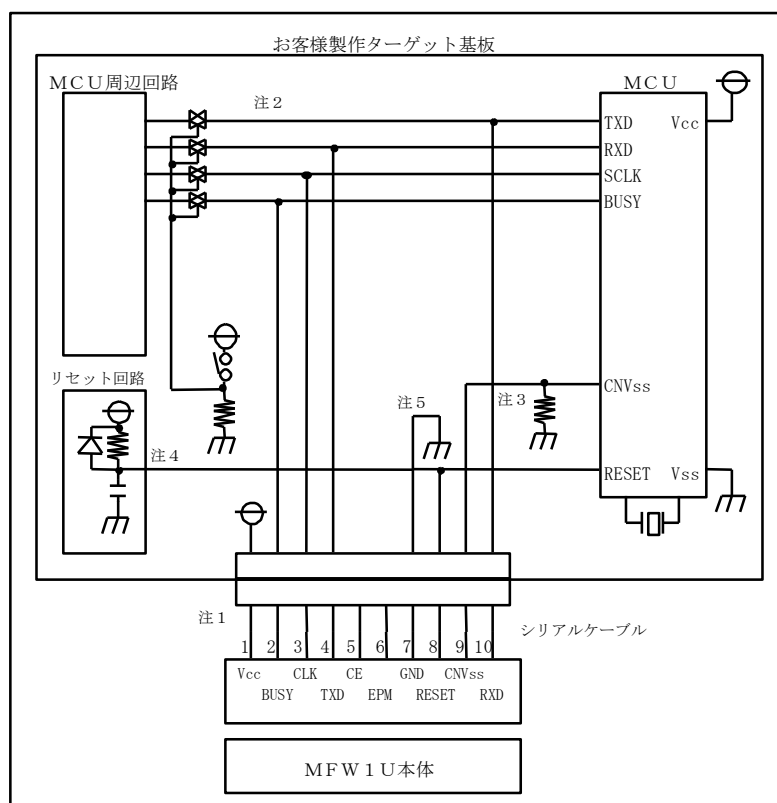 お客様製作ターゲット基板
MCU周辺回路
注2
MCU
TXD Vcc
RXD
SCLK
BUSY
リセット回路
注4
注5
注3
CNVss
RESET Vss
注1
シリアルケーブル
1 2 3 4 5 6 7 8 9 10
Vcc CLK CE GND CNVss
BUSY TXD EPM RESET RXD
MFW1U本体